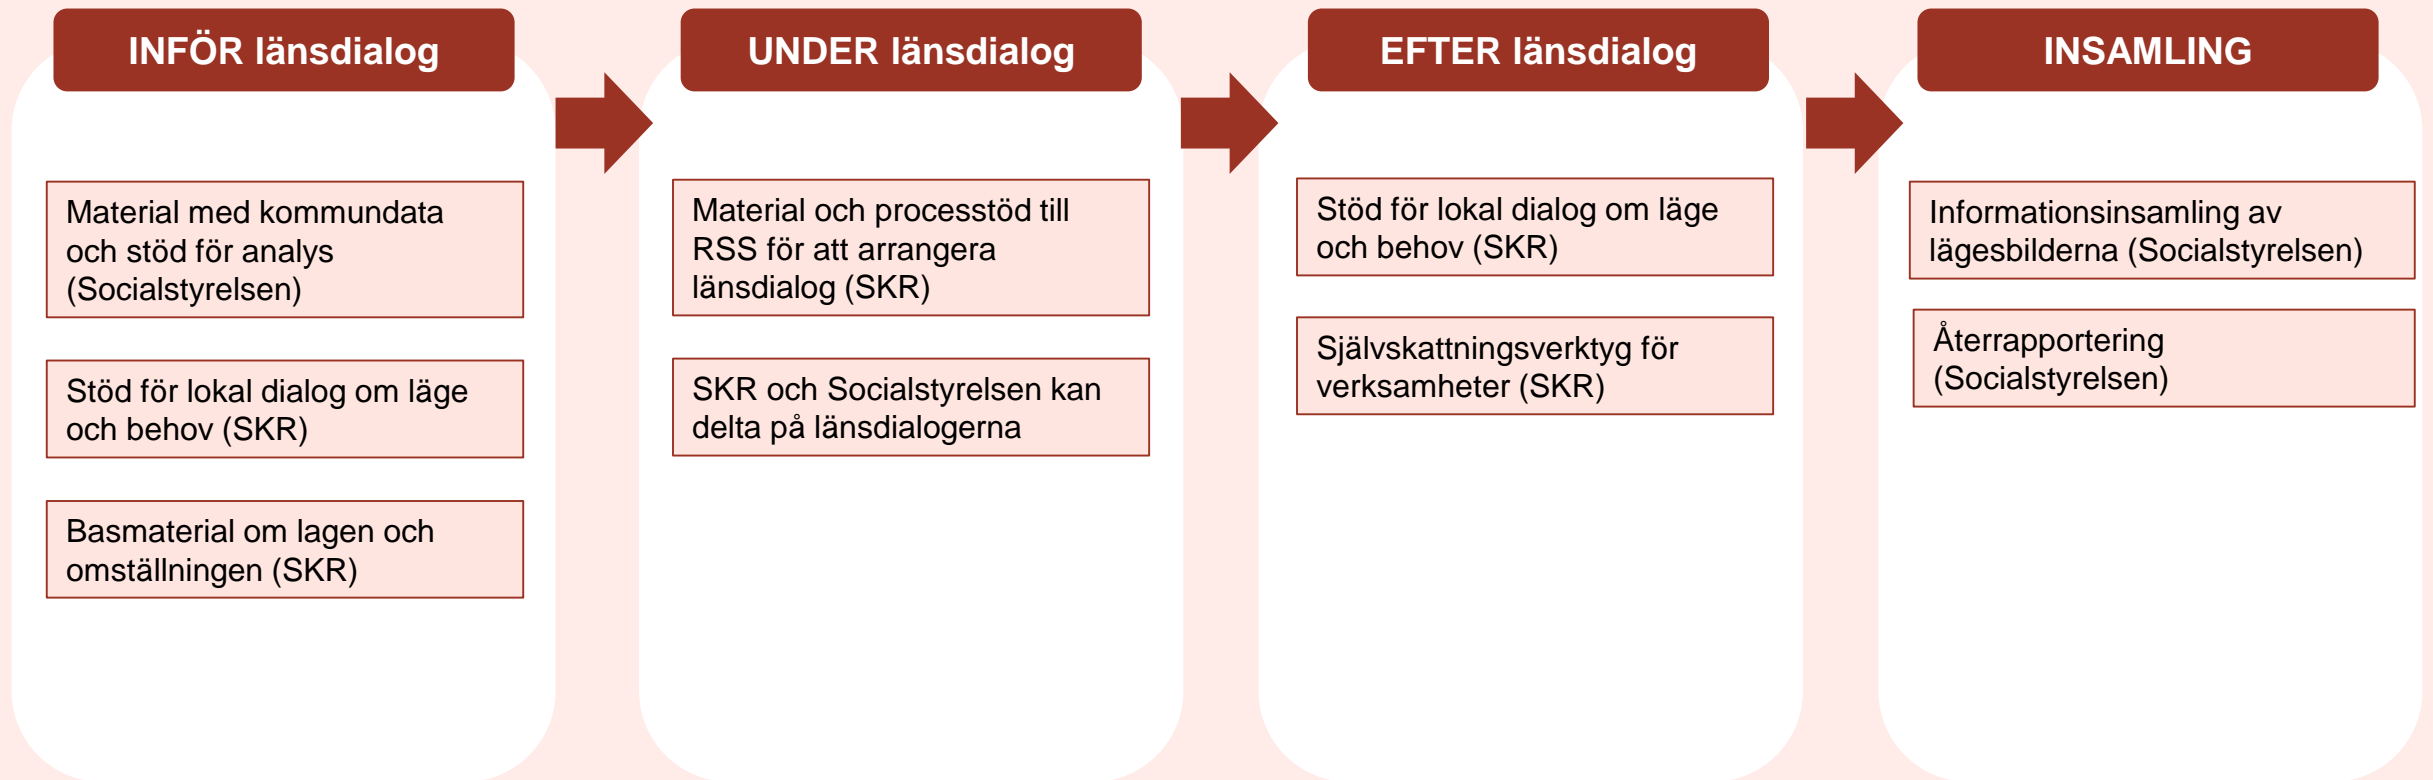 INFÖR länsdialog
Material med kommundata
och stöd för analys
(Socialstyrelsen)
Stöd för lokal dialog om läge
och behov (SKR)
Basmaterial om lagen och
omställningen (SKR)
UNDER länsdialog
Material och processtöd till
RSS för att arrangera
länsdialog (SKR)
SKR och Socialstyrelsen kan
delta på länsdialogerna
EFTER länsdialog
Stöd för lokal dialog om läge
och behov (SKR)
Självskattningsverktyg för
verksamheter (SKR)
INSAMLING
Informationsinsamling av
lägesbilderna (Socialstyrelsen)
Återrapportering
(Socialstyrelsen)